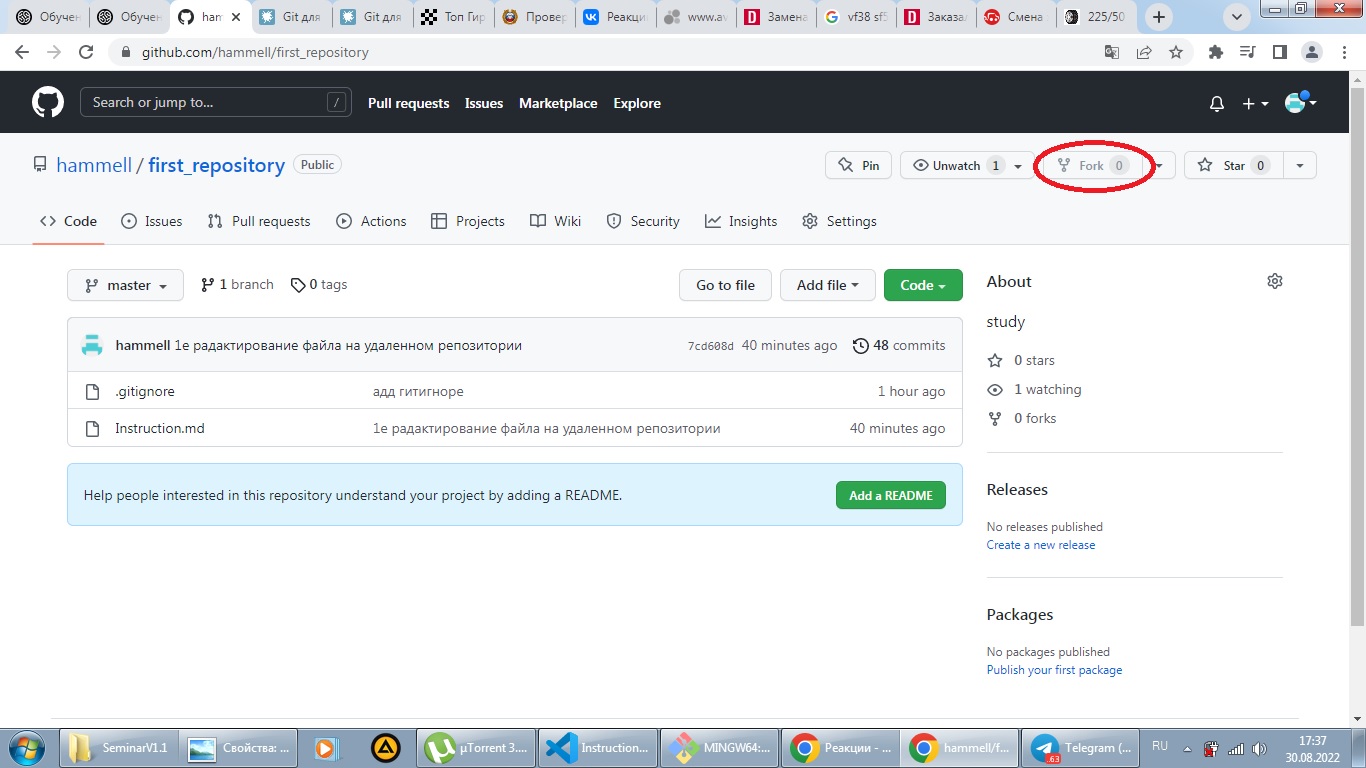 Обучен Обучен ham Git для Git для Топ Гир Провер Реакци www.av Замена vf38 sf5 Заказа Смена 225/50
github.com/hammell/first_repository
Search or jump to... / Pull requests Issues Marketplace Explore
hammell / first_repository Public Pin Unwatch 1 Fork 0 Star 0
Code Issues Pull requests Actions Projects Wiki Security Insights Settings
master 1 branch 0 tags Go to file Add file Code
hammell 1е радактирование файла на удаленном репозитории 7cd608d 40 minutes ago 48 commits
.gitignore адд гитигноре 1 hour ago
Instruction.md 1е радактирование файла на удаленном репозитории 40 minutes ago
Help people interested in this repository understand your project by adding a README. Add a README
About
study
0 stars
1 watching
0 forks
Releases
No releases published
Create a new release
Packages
No packages published
Publish your first package
SeminarV1.1 Свойства: ... µTorrent 3.... Instruction... MINGW64:... Реакции - ... hammell/f... .63 Telegram (... RU 17:37
30.08.2022